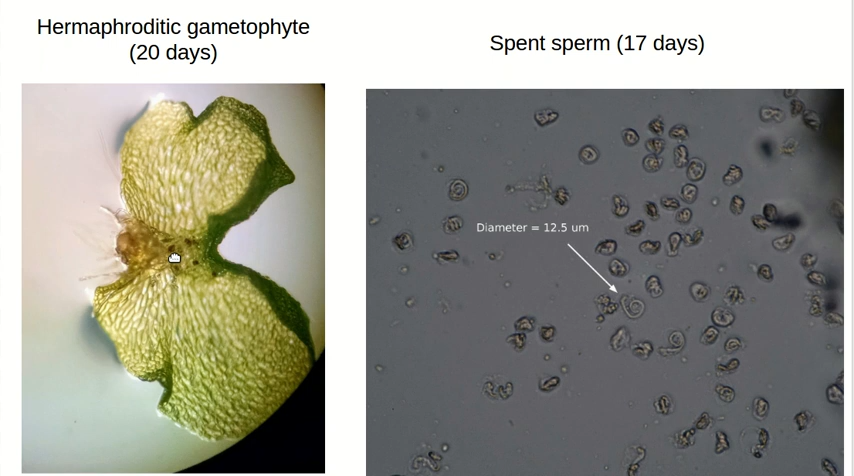 Hermaphroditic gametophyte
(20 days)
Spent sperm (17 days)
Diameter = 12.5 um